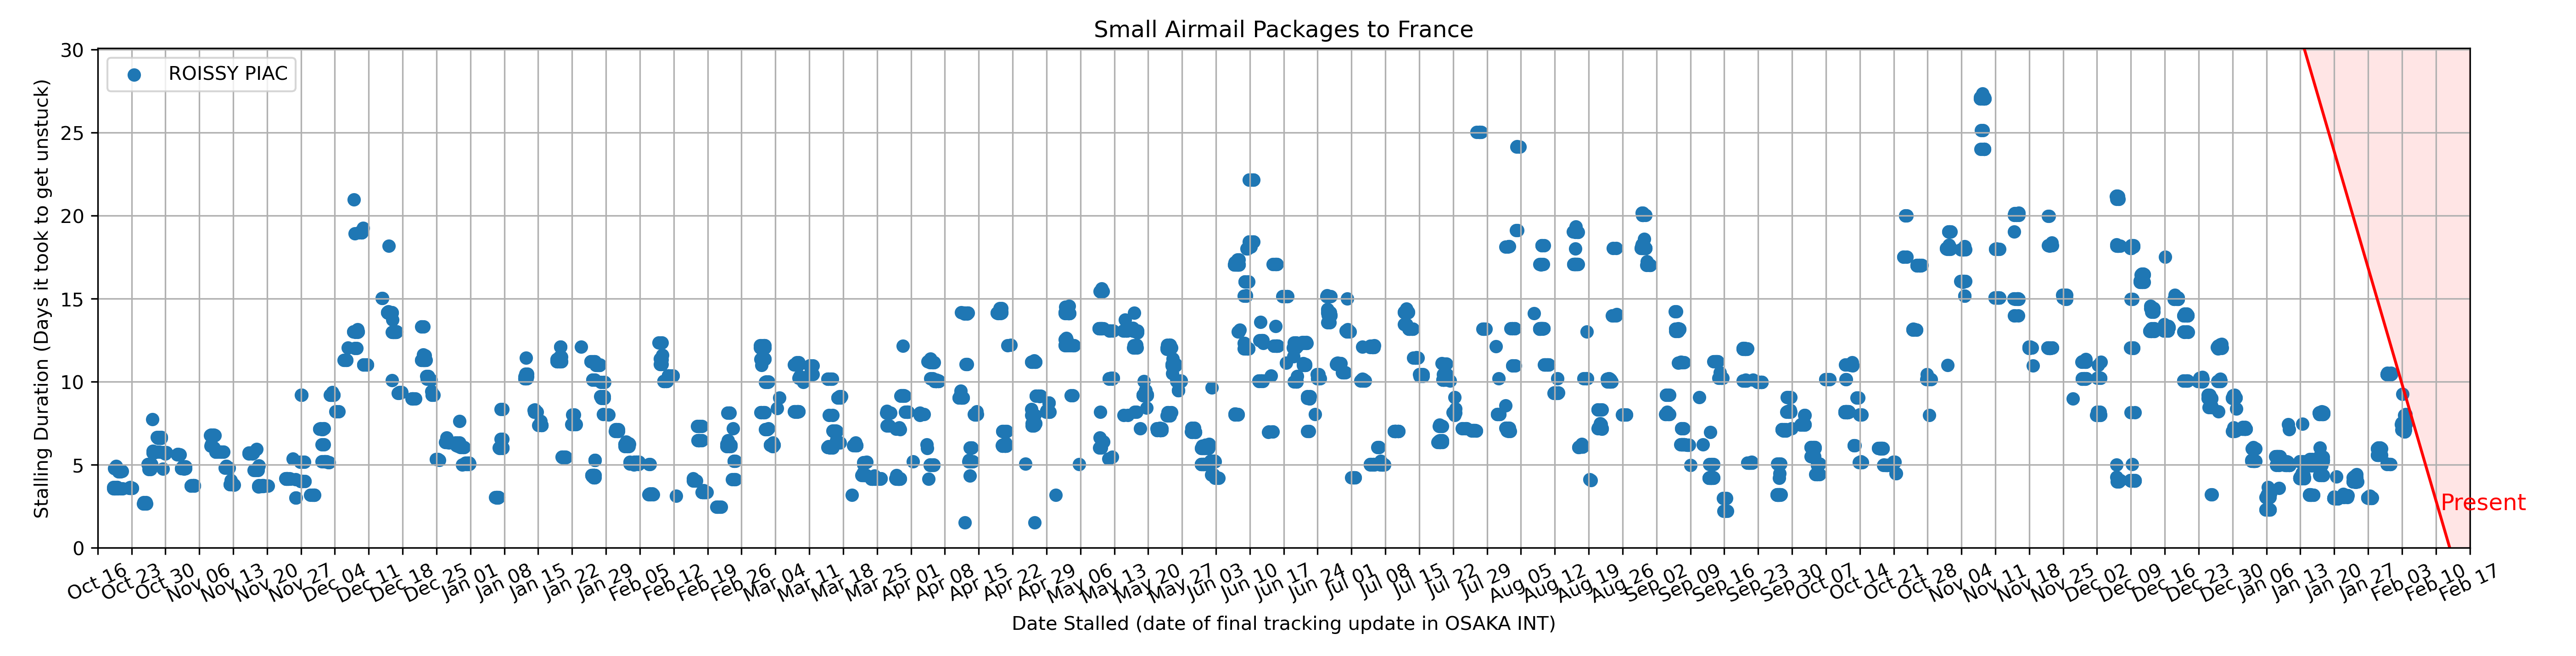 Small Airmail Packages to France
ROISSY PIAC
Stalling Duration (Days it took to get unstuck)
30
25
20
15
10
5
0
Present
Oct 16 Oct 23 Oct 30 Nov 06 Nov 13 Nov 20 Nov 27 Dec 04 Dec 11 Dec 18 Dec 25 Jan 01 Jan 08 Jan 15 Jan 22 Jan 29 Feb 05 Feb 12 Feb 19 Feb 26 Mar 04 Mar 11 Mar 18 Mar 25 Apr 01 Apr 08 Apr 15 Apr 22 Apr 29 May 06 May 13 May 20 May 27 Jun 03 Jun 10 Jun 17 Jun 24 Jul 01 Jul 08 Jul 15 Jul 22 Jul 29 Aug 05 Aug 12 Aug 19 Aug 26 Sep 02 Sep 09 Sep 16 Sep 23 Sep 30 Oct 07 Oct 14 Oct 21 Oct 28 Nov 04 Nov 11 Nov 18 Nov 25 Dec 02 Dec 09 Dec 16 Dec 23 Dec 30 Jan 06 Jan 13 Jan 20 Jan 27 Feb 03 Feb 10 Feb 17
Date Stalled (date of final tracking update in OSAKA INT)